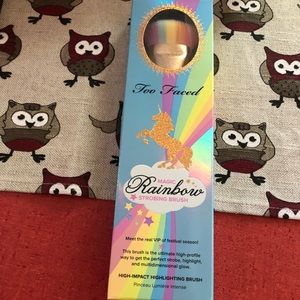 Too Faced
MAGIC
Rainbow
STROBING BRUSH
Meet the real VIP of festival season!
This brush is the ultimate high-profile
way to get the perfect strobe, highlight,
and multidimensional glow.
HIGH-IMPACT HIGHLIGHTING BRUSH
Pinceau Lumière Intense